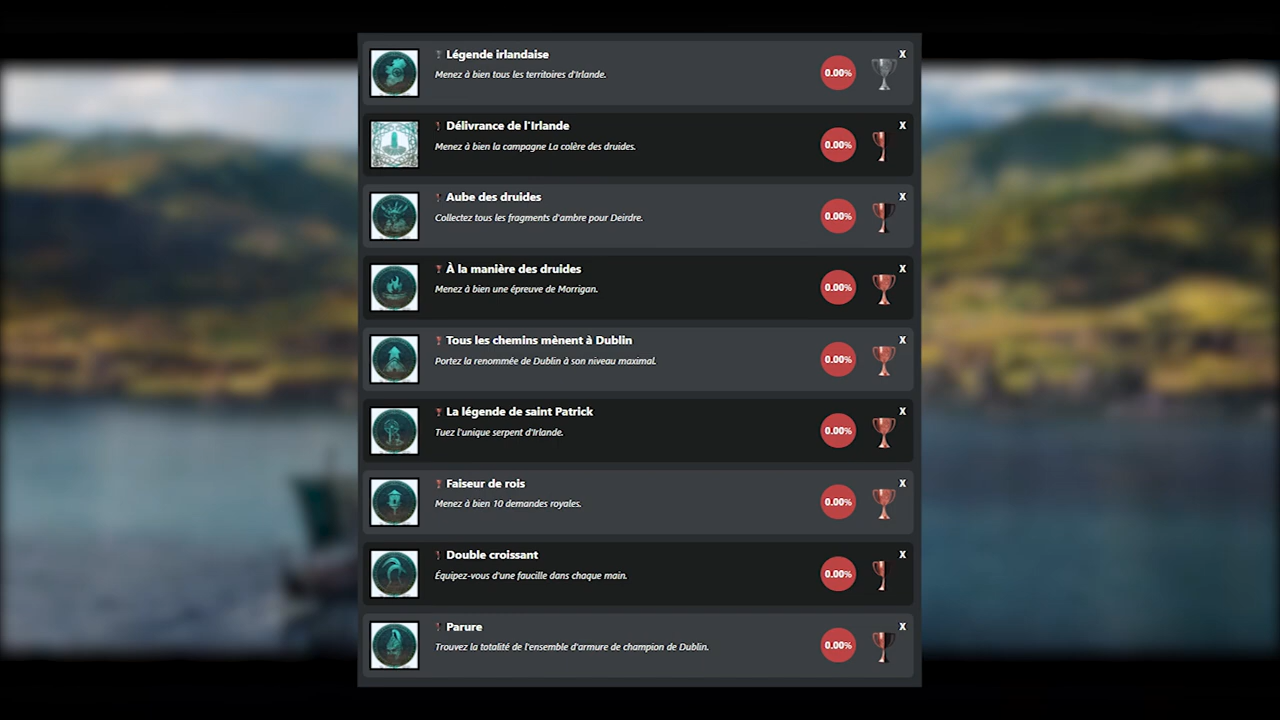 Légende irlandaise
X
Menez à bien tous les territoires d'Irlande.
0.00%
Délivrance de l'Irlande
X
Menez à bien la campagne La colère des druides.
0.00%
Aube des druides
X
Collectez tous les fragments d'ambre pour Deirdre.
0.00%
À la manière des druides
X
Menez à bien une épreuve de Morrigan.
0.00%
Tous les chemins mènent à Dublin
X
Portez la renommée de Dublin à son niveau maximal.
0.00%
La légende de saint Patrick
X
Tuez l'unique serpent d'Irlande.
0.00%
Faiseur de rois
X
Menez à bien 10 demandes royales.
0.00%
Double croissant
X
Équipez-vous d'une faucille dans chaque main.
0.00%
Parure
X
Trouvez la totalité de l'ensemble d'armure de champion de Dublin.
0.00%